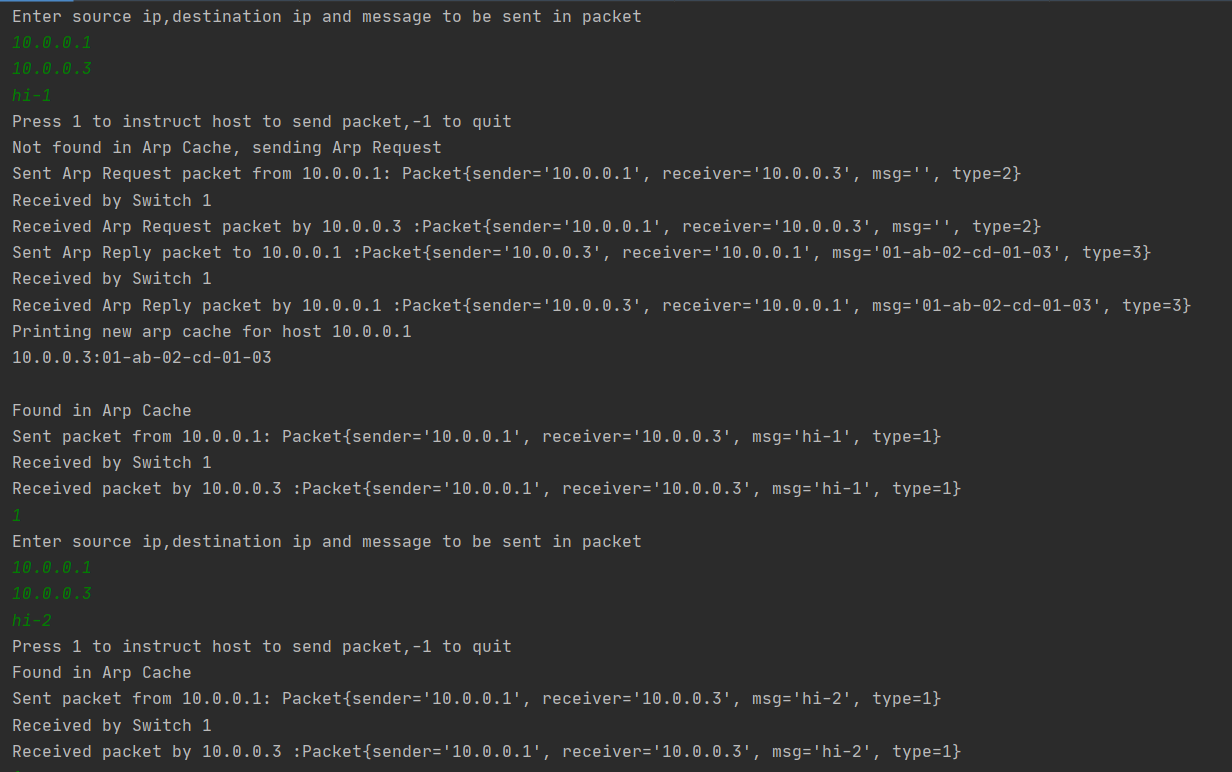 Enter source ip,destination ip and message to be sent in packet
10.0.0.1
10.0.0.3
hi-1
Press 1 to instruct host to send packet,-1 to quit
Not found in Arp Cache, sending Arp Request
Sent Arp Request packet from 10.0.0.1: Packet{sender='10.0.0.1', receiver='10.0.0.3', msg='', type=2}
Received by Switch 1
Received Arp Request packet by 10.0.0.3 :Packet{sender='10.0.0.1', receiver='10.0.0.3', msg='', type=2}
Sent Arp Reply packet to 10.0.0.1 :Packet{sender='10.0.0.3', receiver='10.0.0.1', msg='01-ab-02-cd-01-03', type=3}
Received by Switch 1
Received Arp Reply packet by 10.0.0.1 :Packet{sender='10.0.0.3', receiver='10.0.0.1', msg='01-ab-02-cd-01-03', type=3}
Printing new arp cache for host 10.0.0.1
10.0.0.3:01-ab-02-cd-01-03
Found in Arp Cache
Sent packet from 10.0.0.1: Packet{sender='10.0.0.1', receiver='10.0.0.3', msg='hi-1', type=1}
Received by Switch 1
Received packet by 10.0.0.3 :Packet{sender='10.0.0.1', receiver='10.0.0.3', msg='hi-1', type=1}
1
Enter source ip,destination ip and message to be sent in packet
10.0.0.1
10.0.0.3
hi-2
Press 1 to instruct host to send packet,-1 to quit
Found in Arp Cache
Sent packet from 10.0.0.1: Packet{sender='10.0.0.1', receiver='10.0.0.3', msg='hi-2', type=1}
Received by Switch 1
Received packet by 10.0.0.3 :Packet{sender='10.0.0.1', receiver='10.0.0.3', msg='hi-2', type=1}